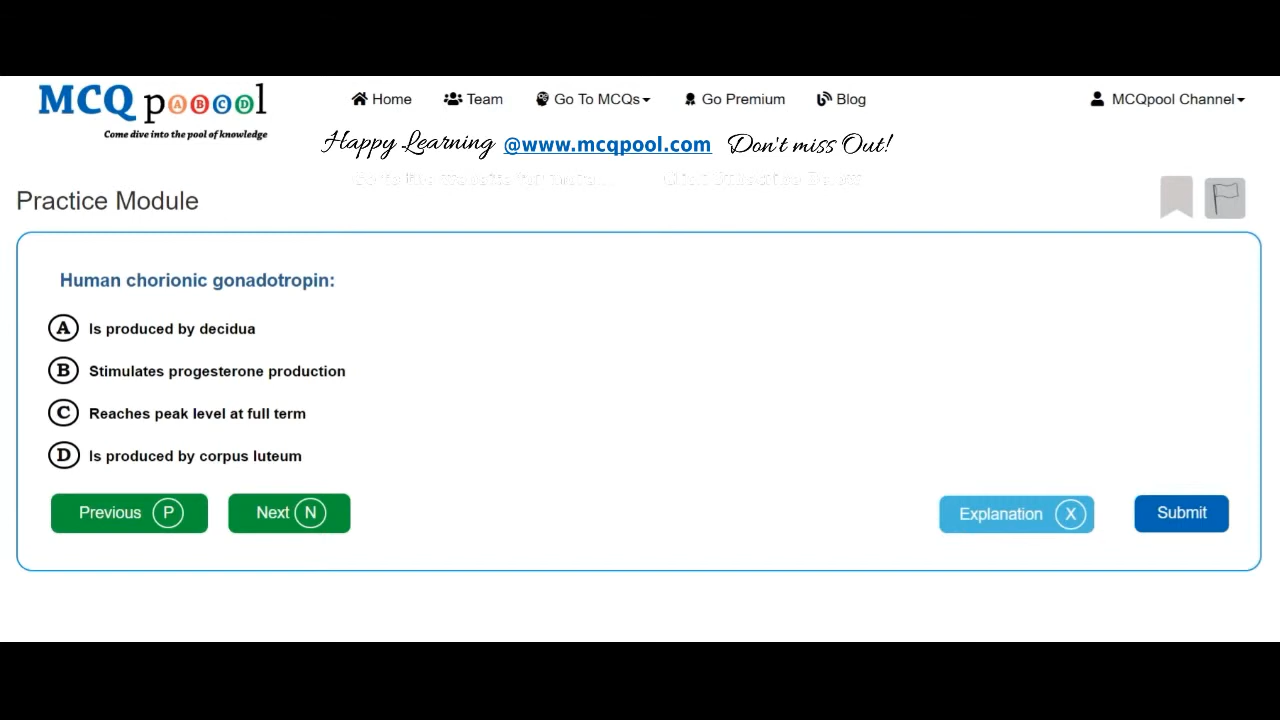 MCQ pABCDl
Come dive into the pool of knowledge
Home Team Go To MCQs Go Premium Blog MCQpool Channel
Happy Learning @www.mcqpool.com Don't miss Out!
Practice Module
Human chorionic gonadotropin:
A Is produced by decidua
B Stimulates progesterone production
C Reaches peak level at full term
D Is produced by corpus luteum
Previous P Next N Explanation X Submit